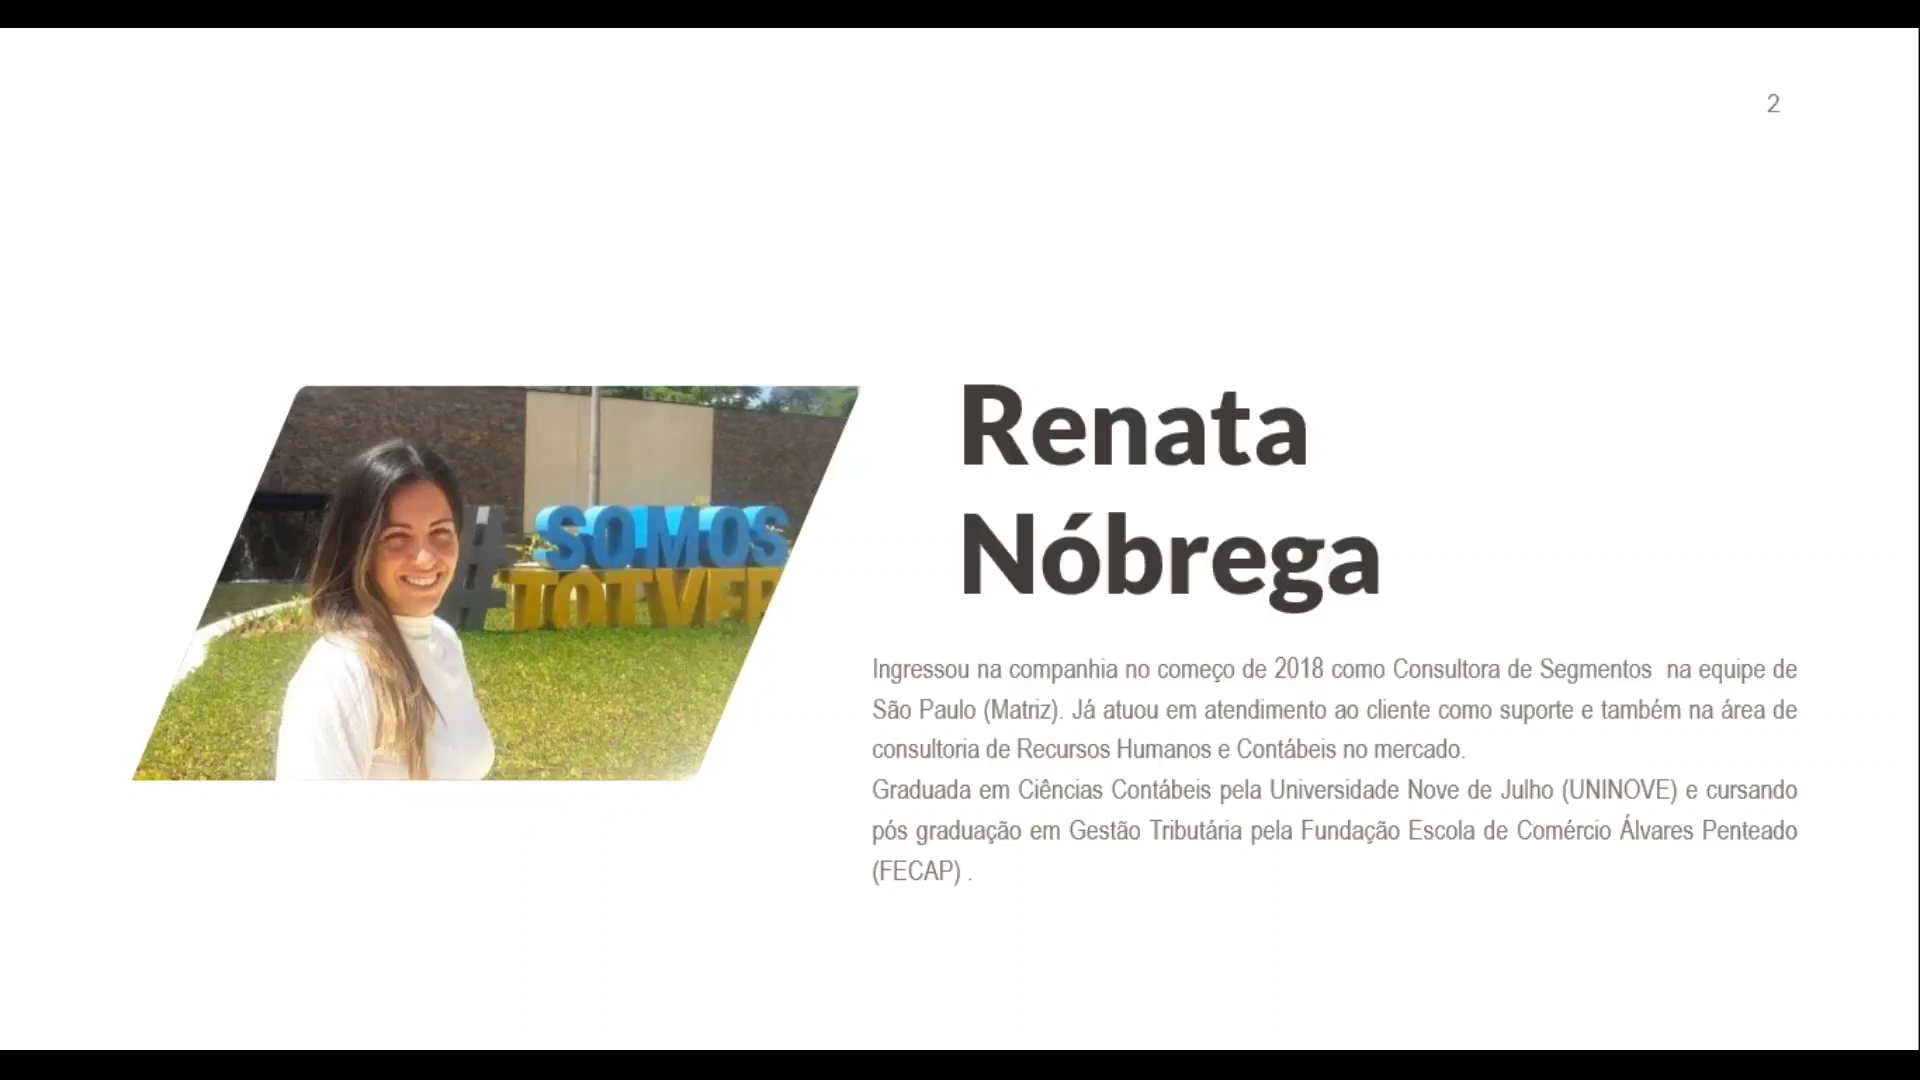 2
# SOMOS
# TOTVER
Renata
Nóbrega
Ingressou na companhia no começo de 2018 como Consultora de Segmentos na equipe de
São Paulo (Matriz). Já atuou em atendimento ao cliente como suporte e também na área de
consultoria de Recursos Humanos e Contábeis no mercado.
Graduada em Ciências Contábeis pela Universidade Nove de Julho (UNINOVE) e cursando
pós graduação em Gestão Tributária pela Fundação Escola de Comércio Álvares Penteado
(FECAP) .